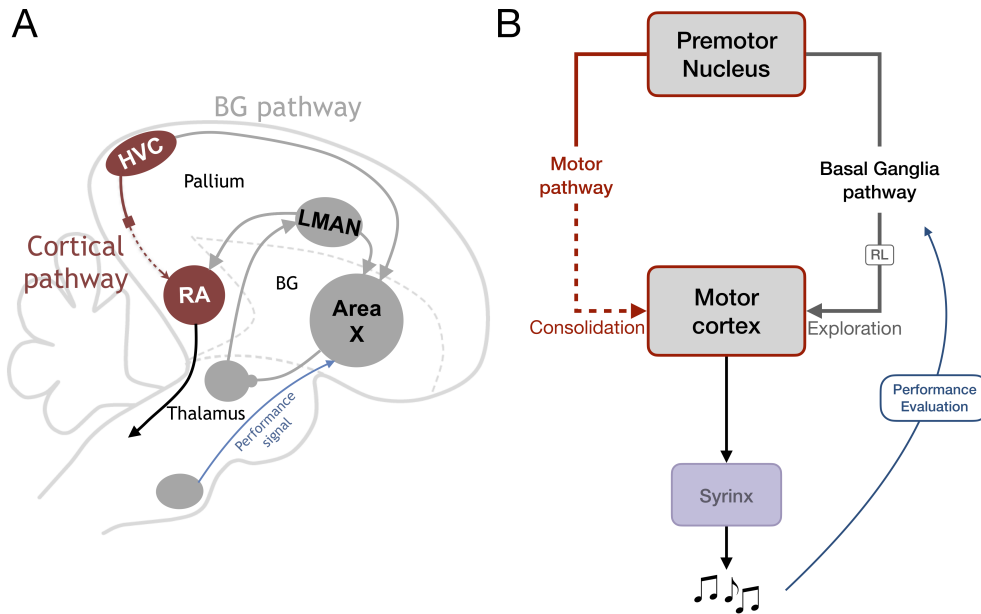 A
BG pathway
HVC
Pallium
LMAN
Cortical
pathway
RA
BG
Area
X
Thalamus
Performance
signal
B
Premotor
Nucleus
Motor
pathway
Basal Ganglia
pathway
RL
Motor
cortex
Consolidation
Exploration
Performance
Evaluation
Syrinx